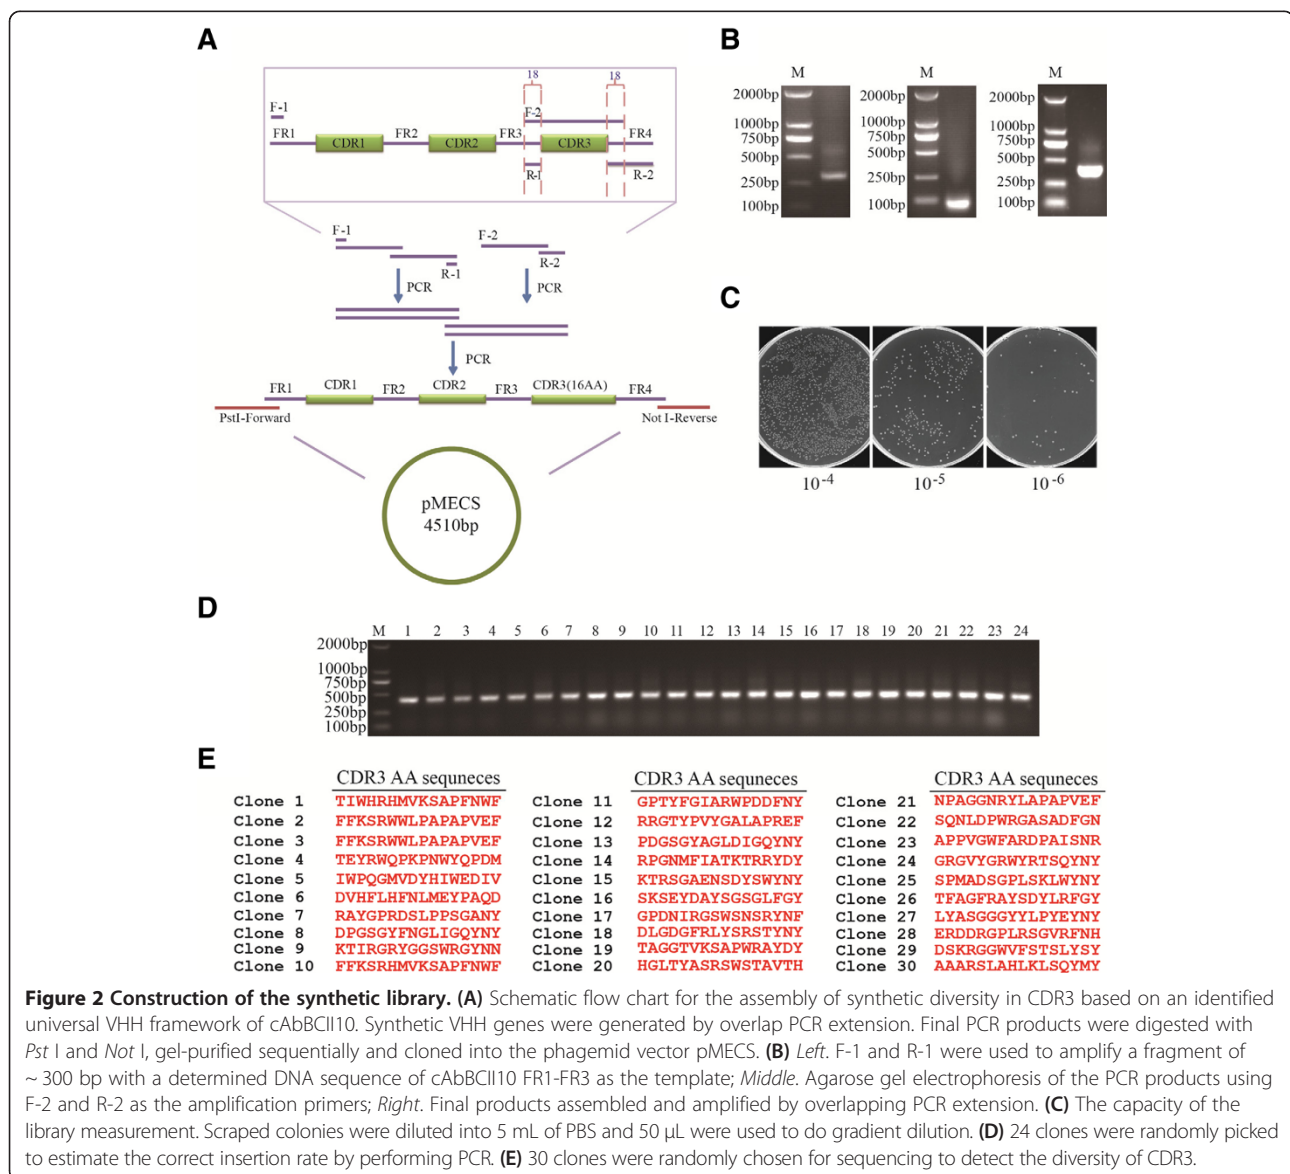 A
18
18
F-1
F-2
FR1
FR2
FR3
FR4
CDR1
CDR2
CDR3
R-1
R-2
F-1
F-2
R-1
R-2
PCR
PCR
PCR
FR1
CDR1
FR2
CDR2
FR3
CDR3(16AA)
FR4
PstI-Forward
Not I-Reverse
pMECS
4510bp
B
M
2000bp
1000bp
750bp
500bp
250bp
100bp
M
2000bp
1000bp
750bp
500bp
250bp
100bp
M
2000bp
1000bp
750bp
500bp
250bp
100bp
C
10-4
10-5
10-6
D
M 1 2 3 4 5 6 7 8 9 10 11 12 13 14 15 16 17 18 19 20 21 22 23 24
2000bp
1000bp
750bp
500bp
250bp
100bp
E
CDR3 AA sequneces
Clone 1 TIWHRHMVKSAPFNWF
Clone 2 FFKSRWWLPAPAPVEF
Clone 3 FFKSRWWLPAPAPVEF
Clone 4 TEYRWQPKPNWYQPDM
Clone 5 IWPQGMVDYHIWEDIV
Clone 6 DVHFLHFNLMEYPAQD
Clone 7 RAYGPRDSLPPSGANY
Clone 8 DPGSGYFNGLIGQYNY
Clone 9 KTIRGRYGGSWRGYNN
Clone 10 FFKSRHMVKSAPFNWF
CDR3 AA sequneces
Clone 11 GPTYFGIARWPDDFNY
Clone 12 RRGTYPVYGALAPREF
Clone 13 PDGSGYAGLDIGQYNY
Clone 14 RPGNMFIATKTRRYDY
Clone 15 KTRSGAENSDYSWYNY
Clone 16 SKSEYDAYSGSGLFGY
Clone 17 GPDNIRGSWSNSRYNF
Clone 18 DLGDGFRLYSRSTYNY
Clone 19 TAGGTVKSAPWRAYDY
Clone 20 HGLTYASRSWSTAVTH
CDR3 AA sequneces
Clone 21 NPAGGNRYLAPAPVEF
Clone 22 SQNLDPWRGASADFGN
Clone 23 APPVGWFARDPAISNR
Clone 24 GRGVYGRWYRTSQYNY
Clone 25 SPMADSGPLSKLWYNY
Clone 26 TFAGFRAYSDYLRFGY
Clone 27 LYASGGGYYLPYEYNY
Clone 28 ERDDRGPLRSGVRFNH
Clone 29 DSKRGGWVFSTSLYSY
Clone 30 AAARSLAHLKLSQYMY
Figure 2 Construction of the synthetic library. (A) Schematic flow chart for the assembly of synthetic diversity in CDR3 based on an identified
universal VHH framework of cAbBCII10. Synthetic VHH genes were generated by overlap PCR extension. Final PCR products were digested with
Pst I and Not I, gel-purified sequentially and cloned into the phagemid vector pMECS. (B) Left. F-1 and R-1 were used to amplify a fragment of
~ 300 bp with a determined DNA sequence of cAbBCII10 FR1-FR3 as the template; Middle. Agarose gel electrophoresis of the PCR products using
F-2 and R-2 as the amplification primers; Right. Final products assembled and amplified by overlapping PCR extension. (C) The capacity of the
library measurement. Scraped colonies were diluted into 5 mL of PBS and 50 μL were used to do gradient dilution. (D) 24 clones were randomly picked
to estimate the correct insertion rate by performing PCR. (E) 30 clones were randomly chosen for sequencing to detect the diversity of CDR3.